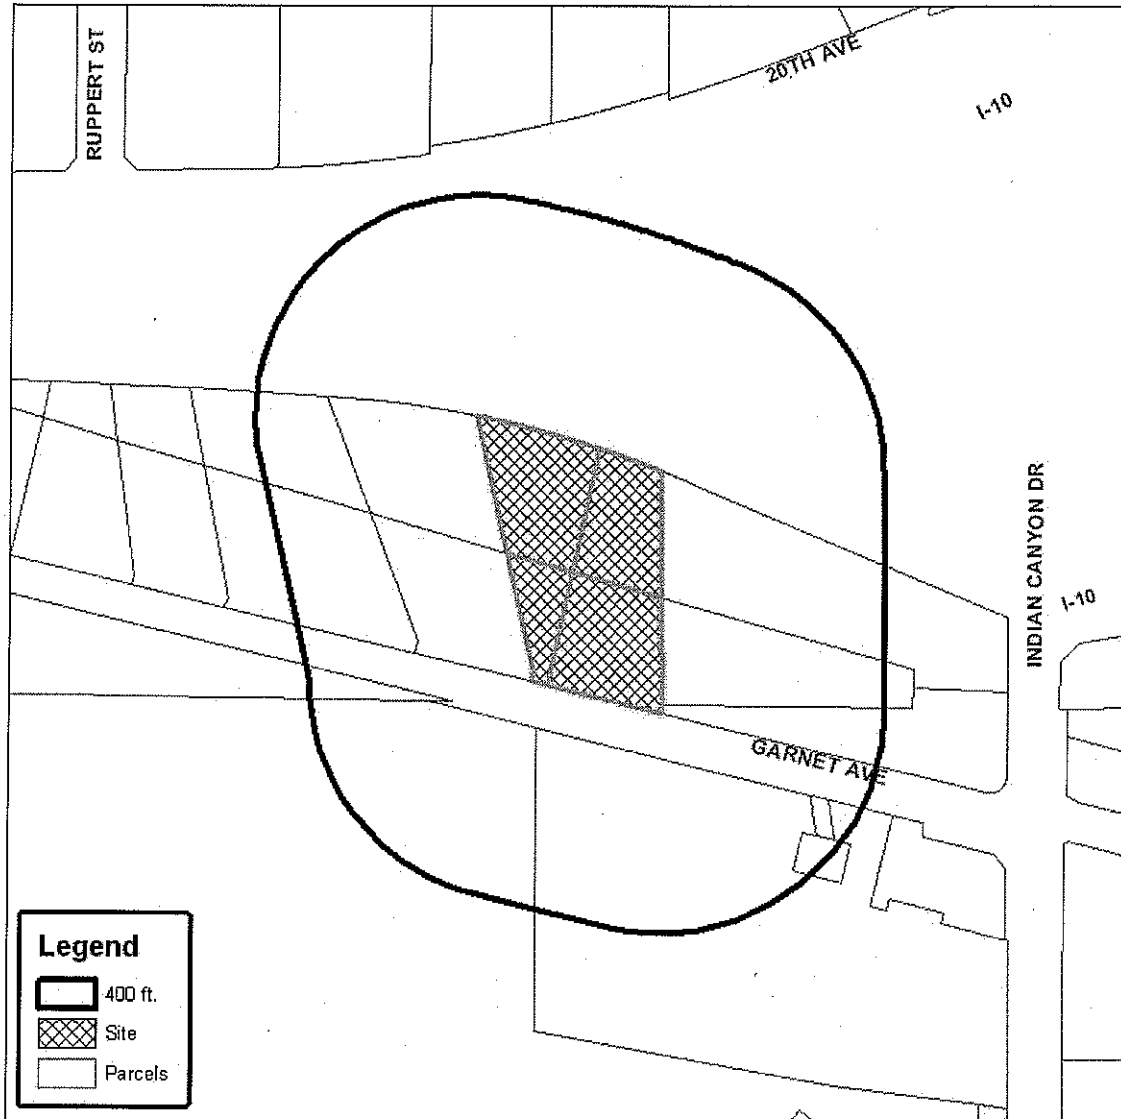 RUPPERT ST
20TH AVE
I-10
INDIAN CANYON DR
I-10
GARNET AVE
Legend
400 ft.
Site
Parcels